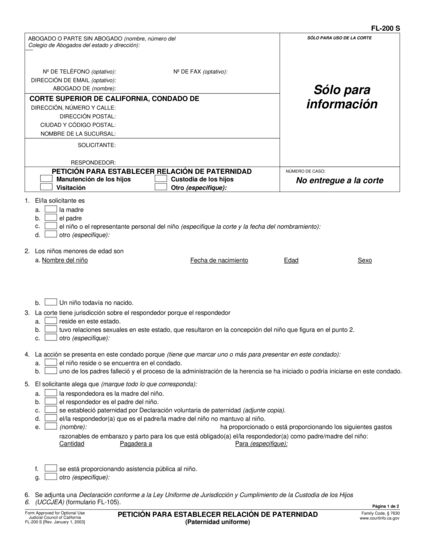 FL-200 S
ABOGADO O PARTE SIN ABOGADO (nombre, número del
Colegio de Abogados del estado y dirección):
SÓLO PARA USO DE LA CORTE
Nº DE TELÉFONO (optativo): Nº DE FAX (optativo):
DIRECCIÓN DE EMAIL (optativo):
ABOGADO DE (nombre):
Sólo para
información
CORTE SUPERIOR DE CALIFORNIA, CONDADO DE
DIRECCIÓN, NÚMERO Y CALLE:
DIRECCIÓN POSTAL:
CIUDAD Y CÓDIGO POSTAL:
NOMBRE DE LA SUCURSAL:
SOLICITANTE:
RESPONDEDOR:
PETICIÓN PARA ESTABLECER RELACIÓN DE PATERNIDAD
Manutención de los hijos Custodia de los hijos
Visitación Otro (especifique):
NÚMERO DE CASO:
No entregue a la corte
1. El/la solicitante es
a. la madre
b. el padre
c. el niño o el representante personal del niño (especifique la corte y la fecha del nombramiento):
d. otro (especifique):
2. Los niños menores de edad son
a. Nombre del niño Fecha de nacimiento Edad Sexo
b. Un niño todavía no nacido.
3. La corte tiene jurisdicción sobre el respondedor porque el respondedor
a. reside en este estado.
b. tuvo relaciones sexuales en este estado, que resultaron en la concepción del niño que figura en el punto 2.
c. otro (especifique):
4. La acción se presenta en este condado porque (tiene que marcar uno o más para presentar en este condado):
a. el niño reside o se encuentra en el condado.
b. uno de los padres falleció y el proceso de la administración de la herencia se ha iniciado o podría iniciarse en este condado.
5. El solicitante alega que (marque todo lo que corresponda):
a. la respondedora es la madre del niño.
b. el respondedor es el padre del niño.
c. se estableció paternidad por Declaración voluntaria de paternidad (adjunte copia).
d. el/la respondedor(a) que es el padre/la madre del niño no mantuvo al niño.
e. (nombre): ha proporcionado o está proporcionando los siguientes gastos
razonables de embarazo y parto para los que está obligado(a) el/la respondedor(a) como padre/madre del niño:
Cantidad Pagadera a Para (especifique):
f. se está proporcionando asistencia pública al niño.
g. otro (especifique):
6. Se adjunta una Declaración conforme a la Ley Uniforme de Jurisdicción y Cumplimiento de la Custodia de los Hijos
6. (UCCJEA) (formulario FL-105).
Página 1 de 2
Form Approved for Optional Use
Judicial Council of California
FL-200 S [Rev. January 1, 2003]
PETICIÓN PARA ESTABLECER RELACIÓN DE PATERNIDAD
(Paternidad uniforme)
Family Code, § 7630
www.courtinfo.ca.gov